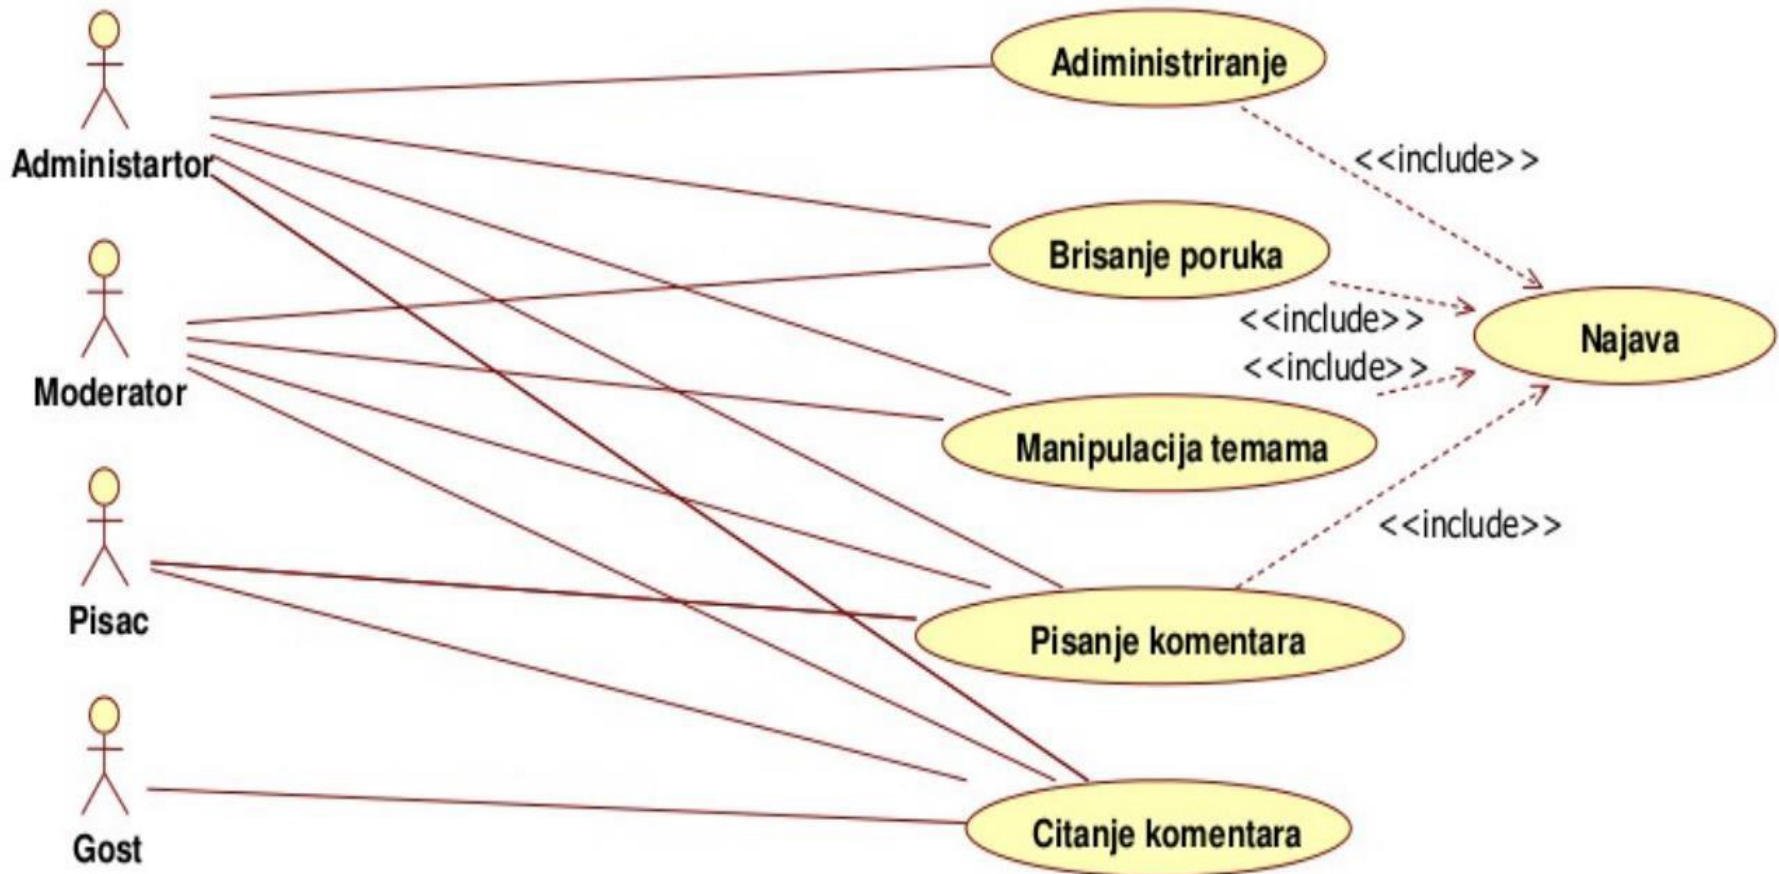 Adiministriranje
Administartor
<<include>>
Brisanje poruka
<<include>>
Najava
<<include>>
Moderator
Manipulacija temama
<<include>>
Pisac
Pisanje komentara
Gost
Citanje komentara